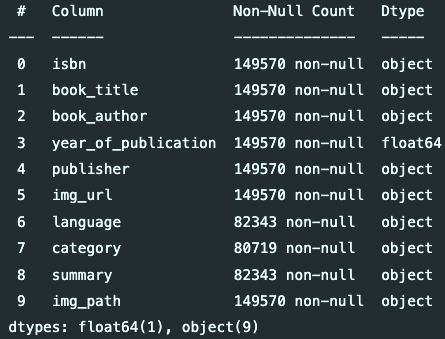 #   Column               Non-Null Count   Dtype
---  ------               --------------   -----
0   isbn                 149570 non-null  object
1   book_title           149570 non-null  object
2   book_author          149570 non-null  object
3   year_of_publication  149570 non-null  float64
4   publisher            149570 non-null  object
5   img_url              149570 non-null  object
6   language             82343 non-null   object
7   category             80719 non-null   object
8   summary              82343 non-null   object
9   img_path             149570 non-null  object
dtypes: float64(1), object(9)